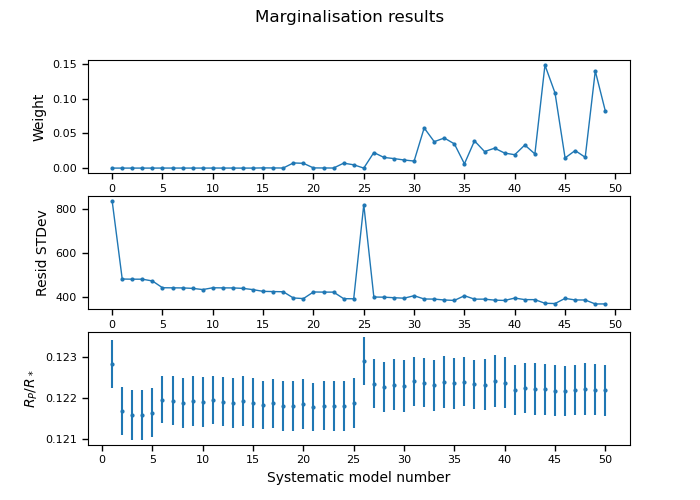 Marginalisation results
Weight
0.15
0.10
0.05
0.00
0 5 10 15 20 25 30 35 40 45 50
Resid STDev
800
600
400
0 5 10 15 20 25 30 35 40 45 50
R_P/R_*
0.123
0.122
0.121
0 5 10 15 20 25 30 35 40 45 50
Systematic model number